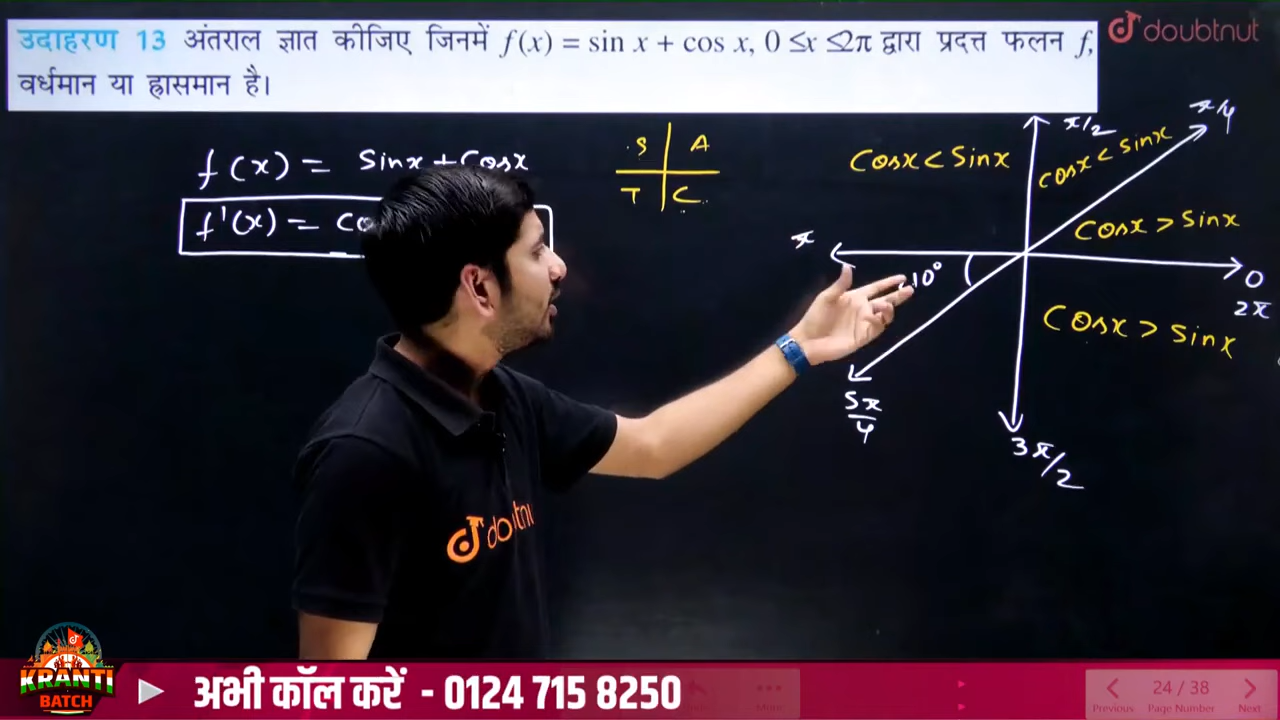 उदाहरण 13 अंतराल ज्ञात कीजिए जिनमें f(x) = sin x + cos x, 0 ≤x ≤2π द्वारा प्रदत्त फलन f,
वर्धमान या ह्रासमान है।
doubtnut
f(x) = Sinx + Cosx
f'(x) = Co
S A
T C
Cosx < Sinx
π/2
Cosx < Sinx
π/4
Cosx > Sinx
π
10°
0
2π
Cosx > Sinx
5π/4
3π/2
KRANTI
BATCH
अभी कॉल करें - 0124 715 8250
Previous
24 / 38
Page Number
Next
More